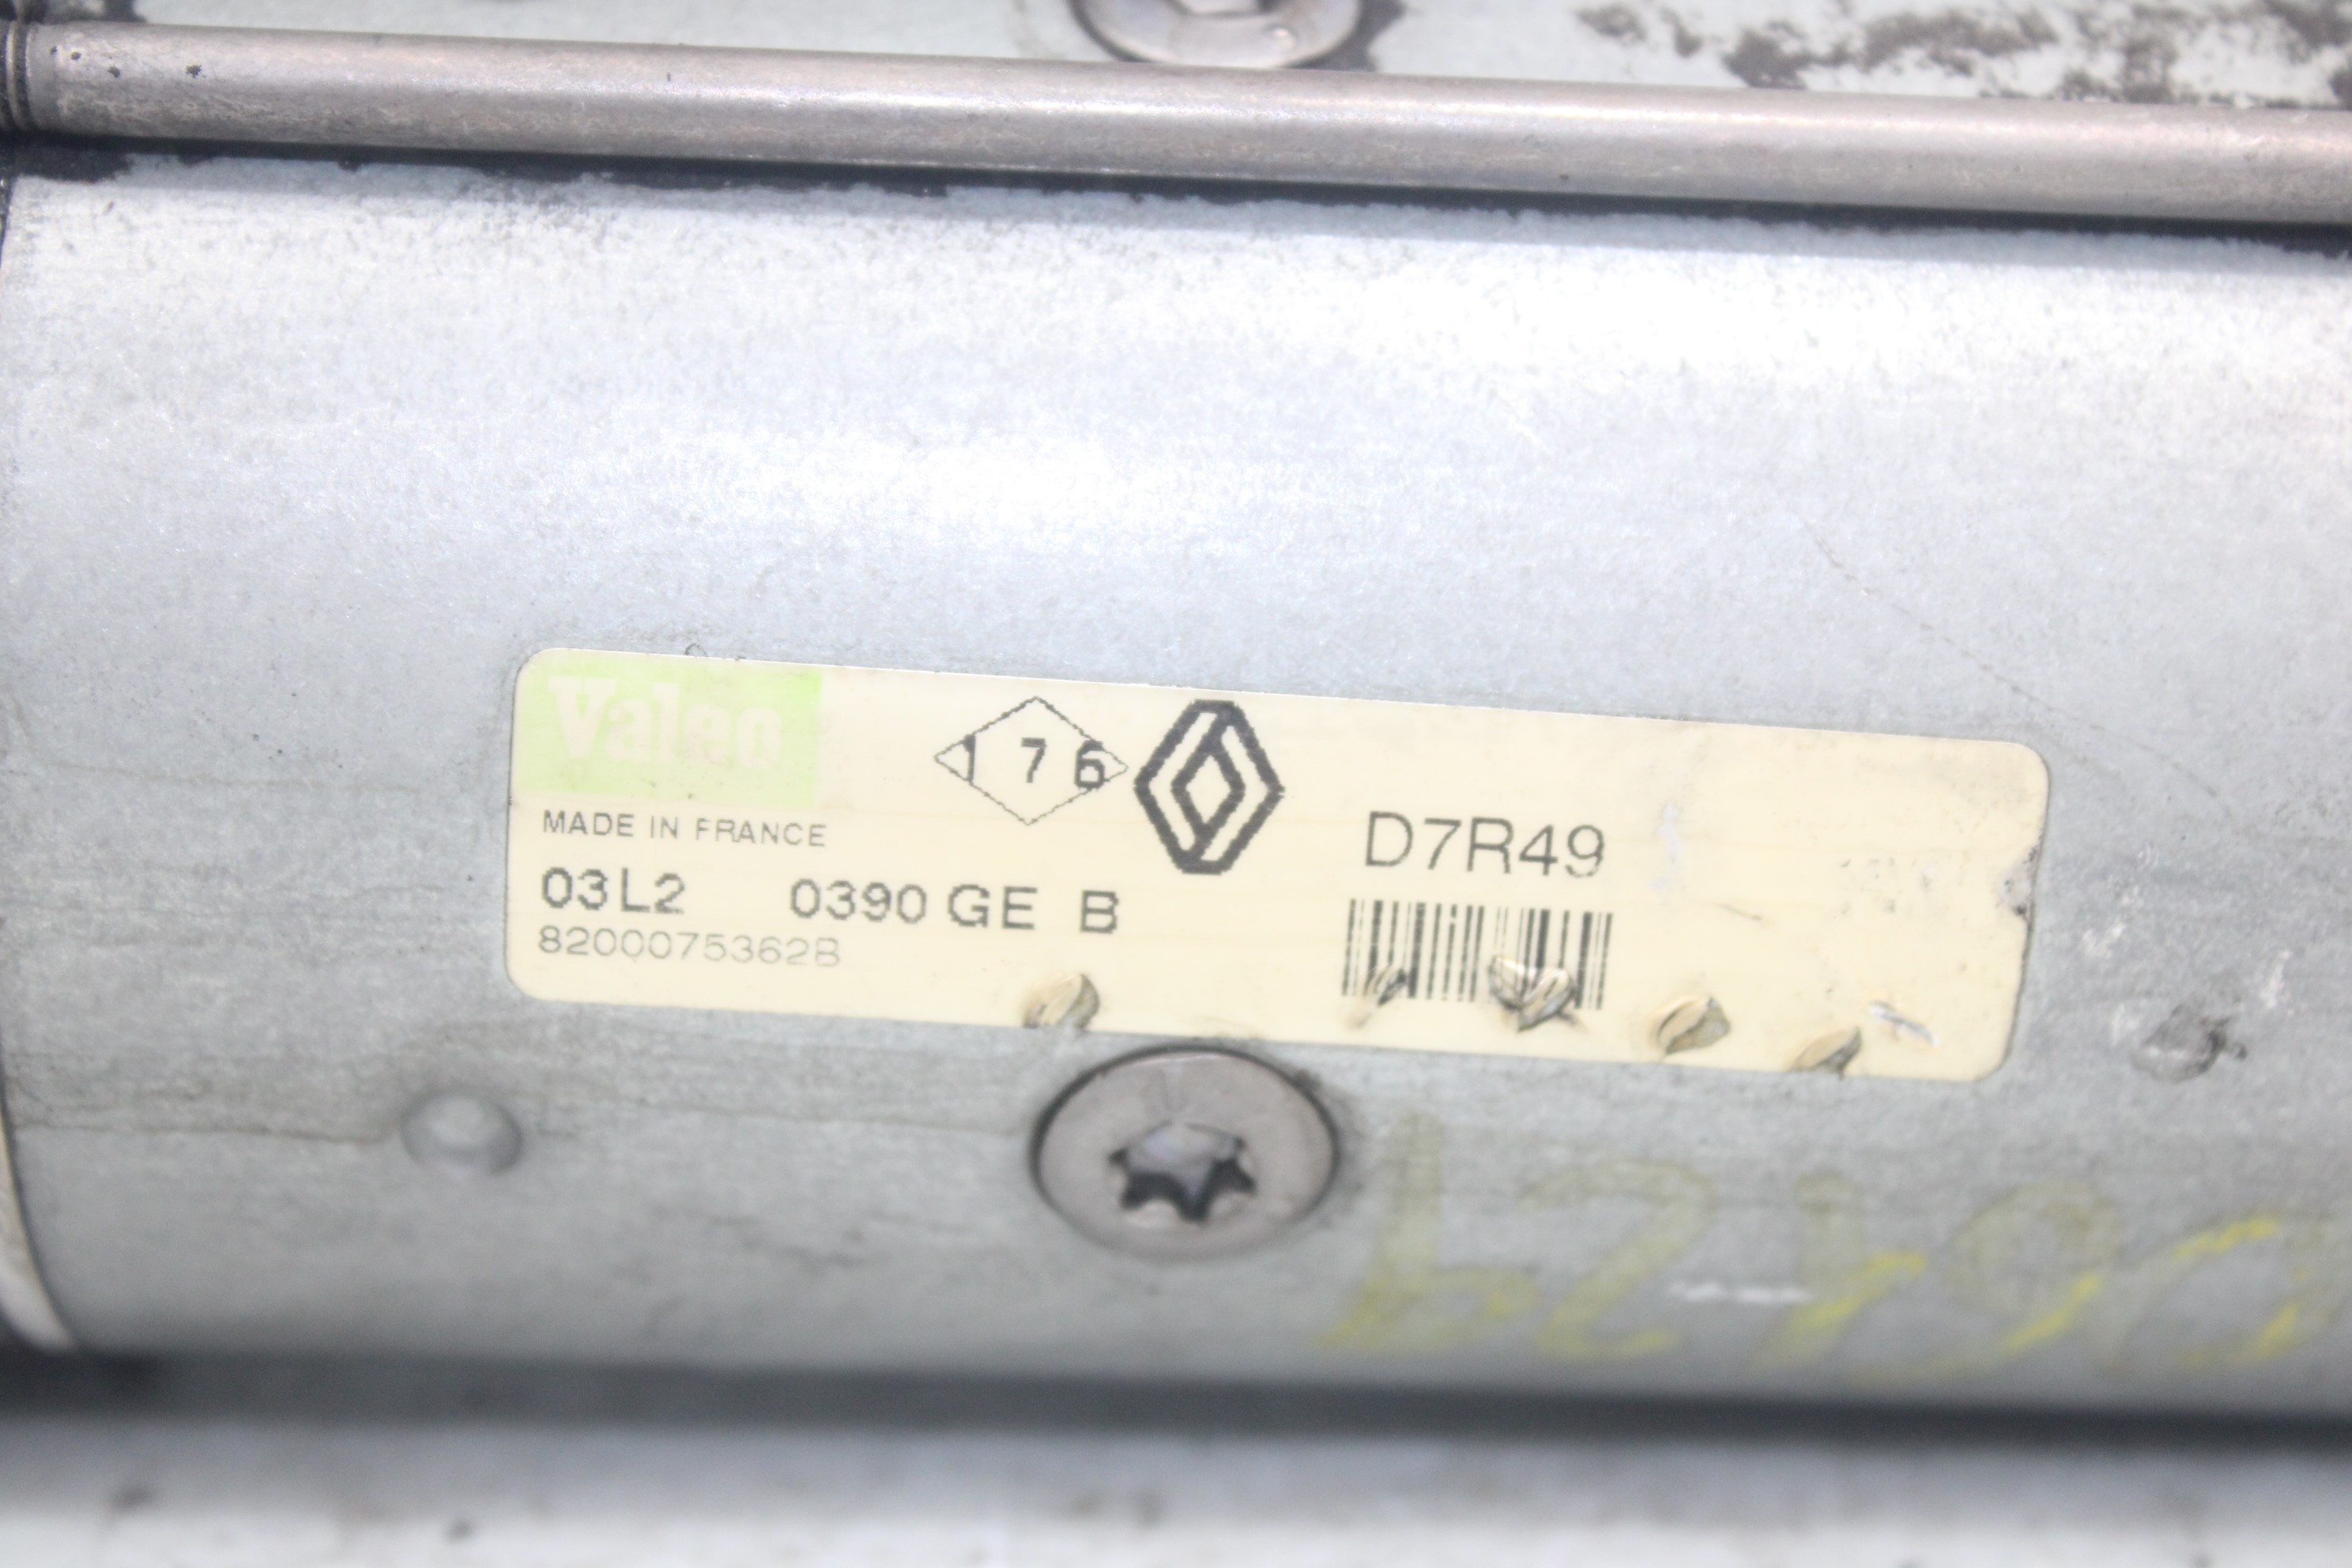 Valeo
176
MADE IN FRANCE
D7R49
03L2 0390 GE B
8200075362B